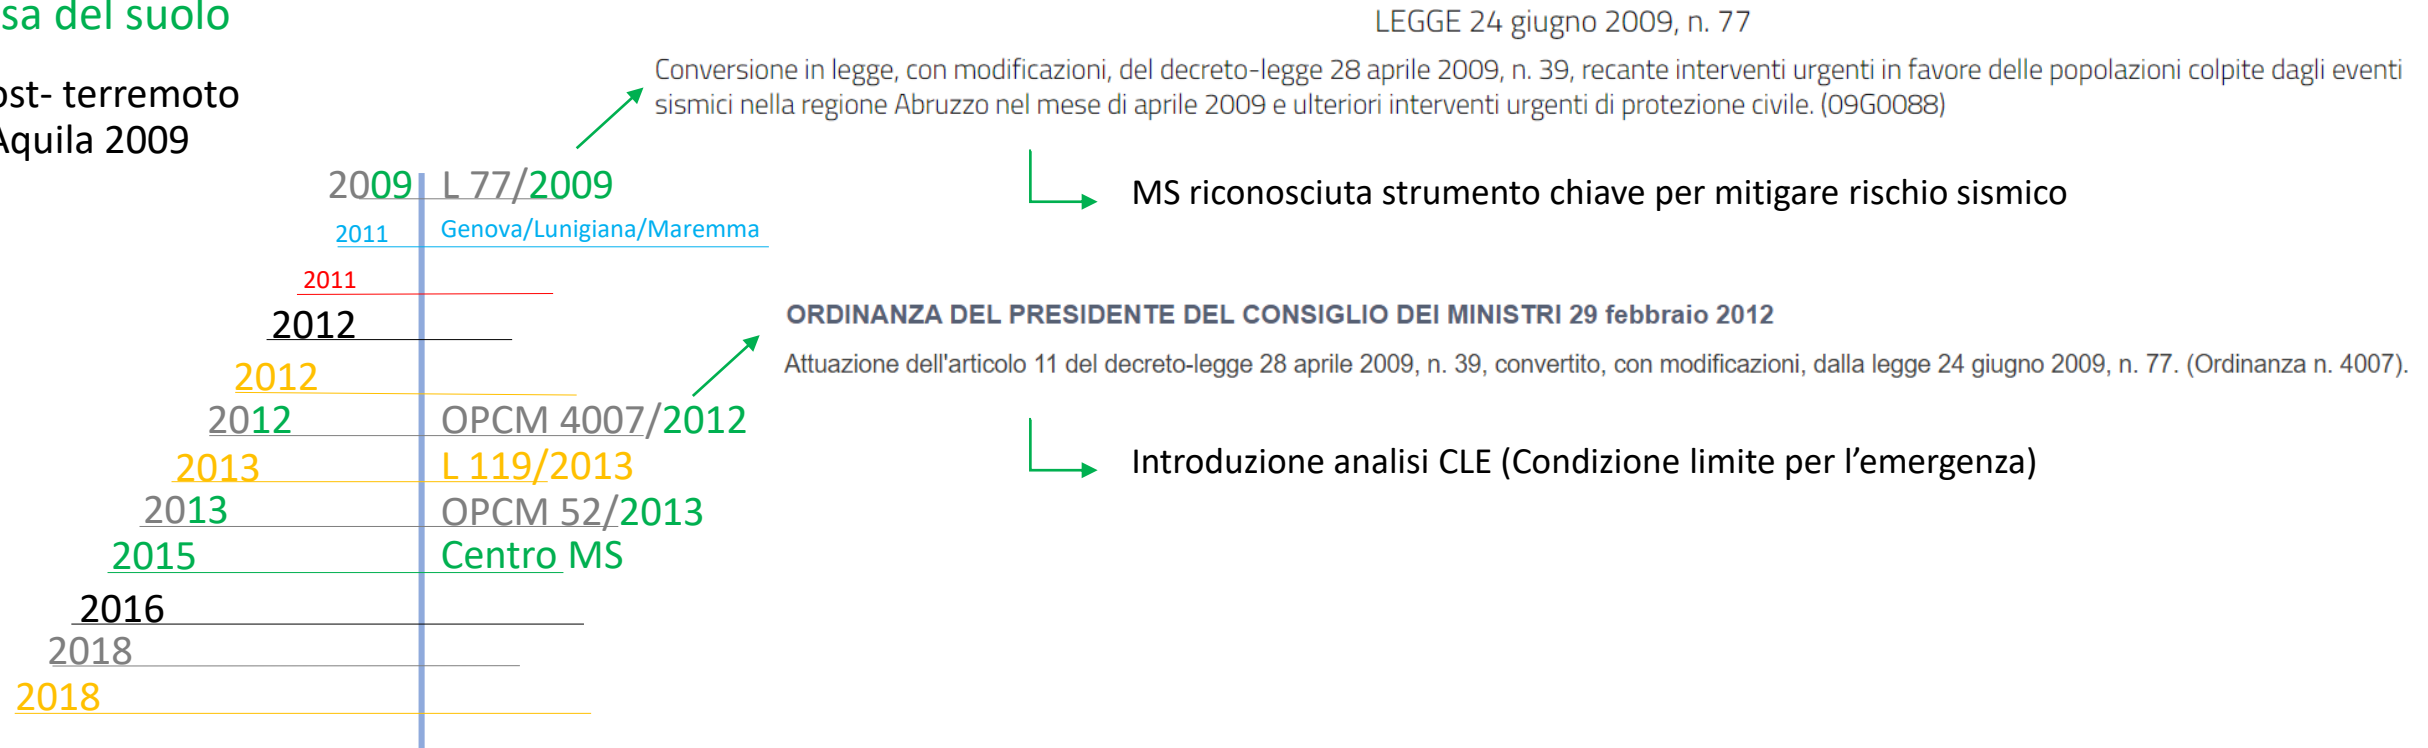 sa del suolo
ost- terremoto
Aquila 2009
LEGGE 24 giugno 2009, n. 77
Conversione in legge, con modificazioni, del decreto-legge 28 aprile 2009, n. 39, recante interventi urgenti in favore delle popolazioni colpite dagli eventi
sismici nella regione Abruzzo nel mese di aprile 2009 e ulteriori interventi urgenti di protezione civile. (09G0088)
2009 L 77/2009
MS riconosciuta strumento chiave per mitigare rischio sismico
2011 Genova/Lunigiana/Maremma
2011
2012
ORDINANZA DEL PRESIDENTE DEL CONSIGLIO DEI MINISTRI 29 febbraio 2012
Attuazione dell'articolo 11 del decreto-legge 28 aprile 2009, n. 39, convertito, con modificazioni, dalla legge 24 giugno 2009, n. 77. (Ordinanza n. 4007).
2012
2012 OPCM 4007/2012
2013 L 119/2013
Introduzione analisi CLE (Condizione limite per l’emergenza)
2013 OPCM 52/2013
2015 Centro MS
2016
2018
2018